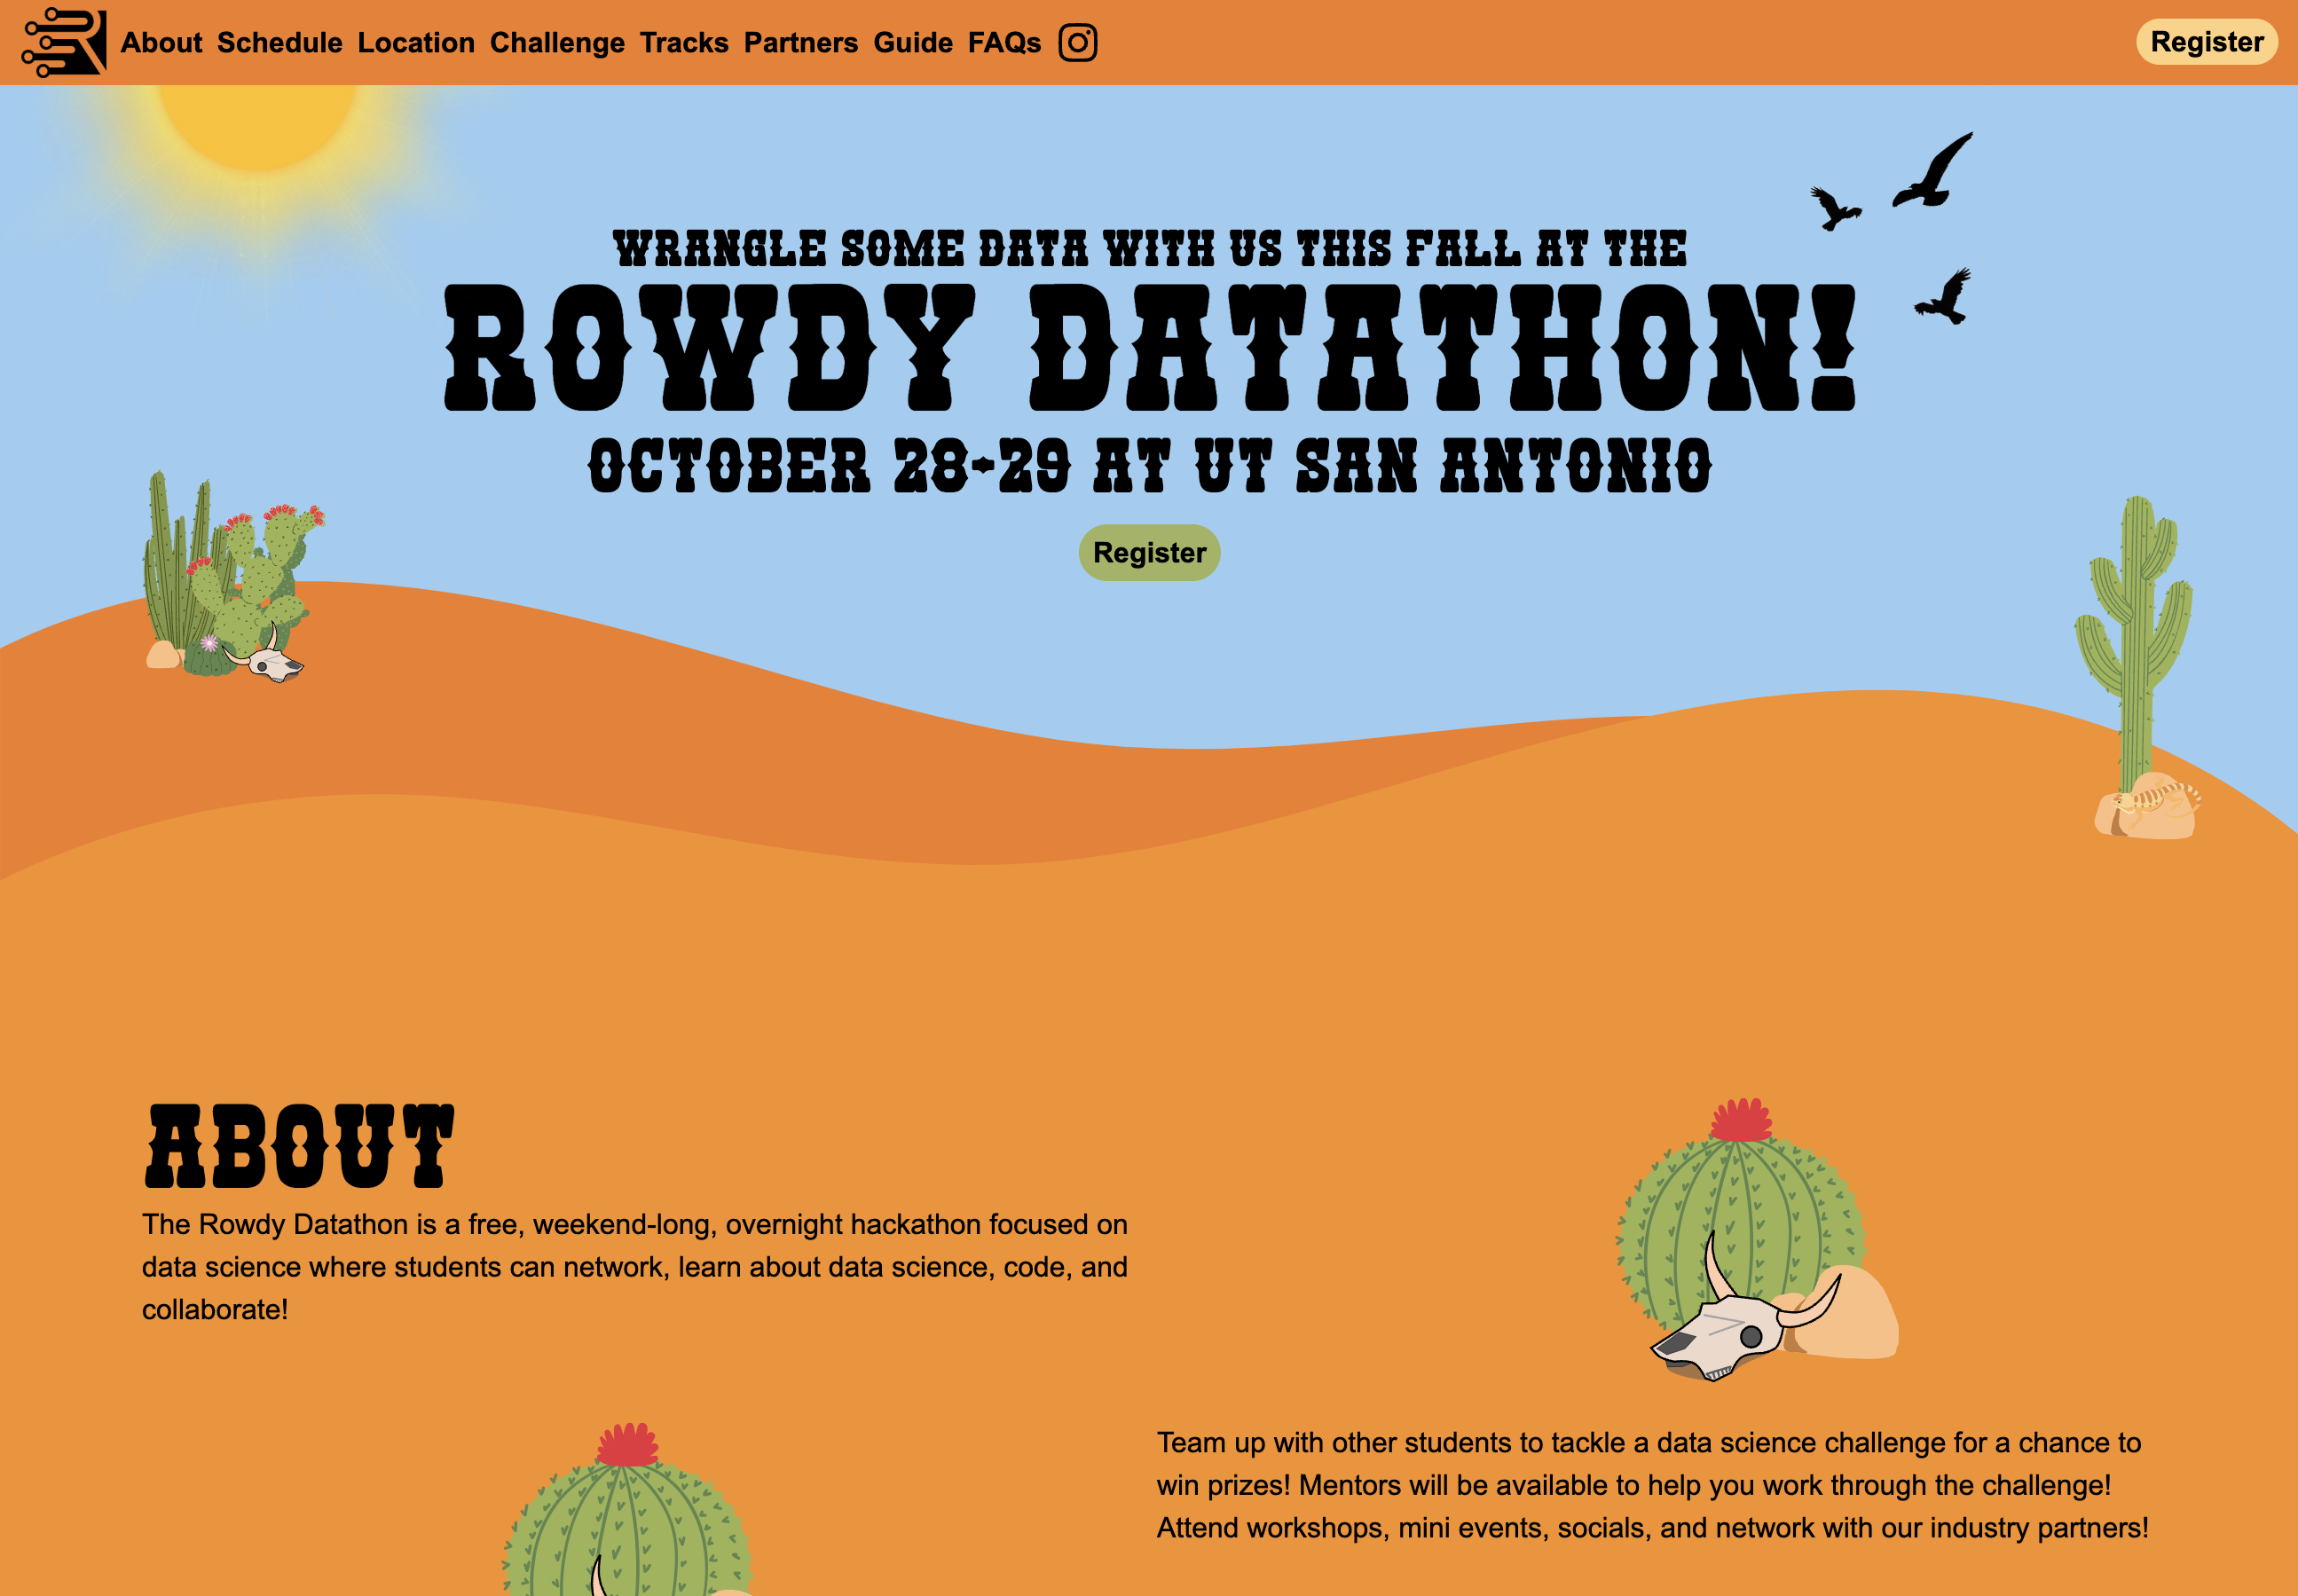 About Schedule Location Challenge Tracks Partners Guide FAQs Register
WRANGLE SOME DATA WITH US THIS FALL AT THE
ROWDY DATATHON!
OCTOBER 28-29 AT UT SAN ANTONIO
Register
ABOUT
The Rowdy Datathon is a free, weekend-long, overnight hackathon focused on
data science where students can network, learn about data science, code, and
collaborate!
Team up with other students to tackle a data science challenge for a chance to
win prizes! Mentors will be available to help you work through the challenge!
Attend workshops, mini events, socials, and network with our industry partners!